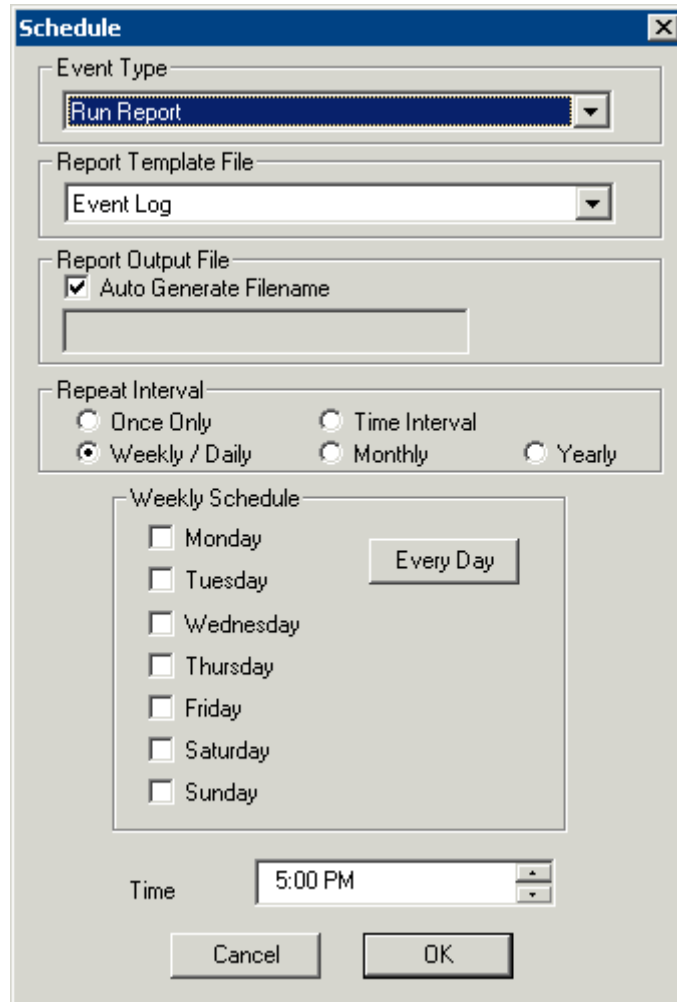 Schedule
Event Type
Run Report
Report Template File
Event Log
Report Output File
Auto Generate Filename
Repeat Interval
Once Only Time Interval
Weekly / Daily Monthly Yearly
Weekly Schedule
Monday
Every Day
Tuesday
Wednesday
Thursday
Friday
Saturday
Sunday
Time 5:00 PM
Cancel OK